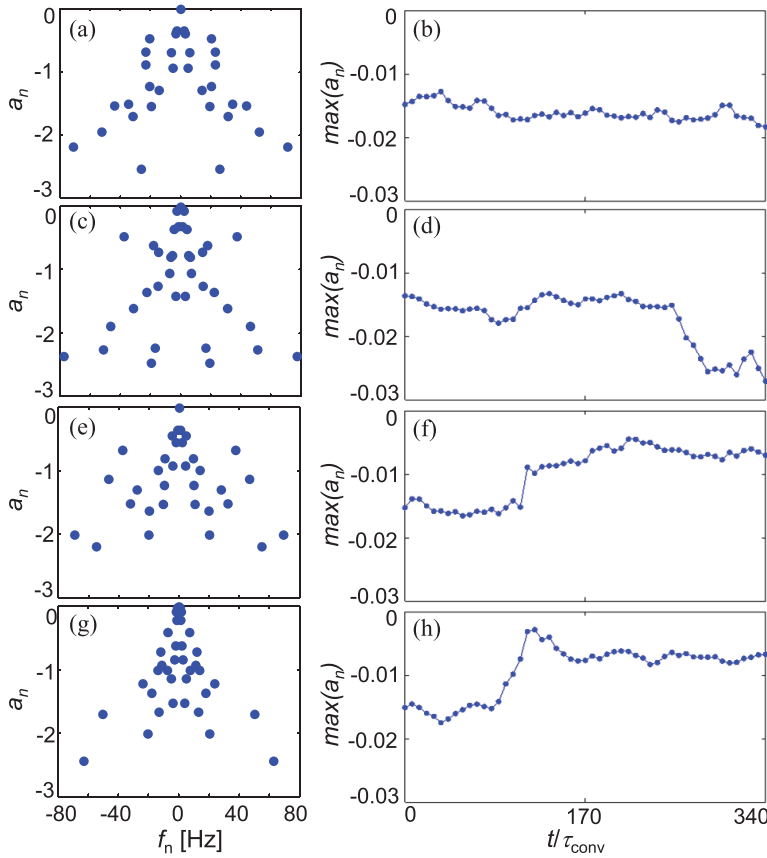 (a)
0
-1
-2
-3
a_n
(b)
-0.01
-0.02
-0.03
max(a_n)
(c)
0
-1
-2
-3
a_n
(d)
0
-0.01
-0.02
-0.03
max(a_n)
(e)
0
-1
-2
-3
a_n
(f)
0
-0.01
-0.02
-0.03
max(a_n)
(g)
0
-1
-2
-3
a_n
-80 -40 0 40 80
f_n [Hz]
(h)
0
-0.01
-0.02
-0.03
max(a_n)
0 170 340
t/τ_conv